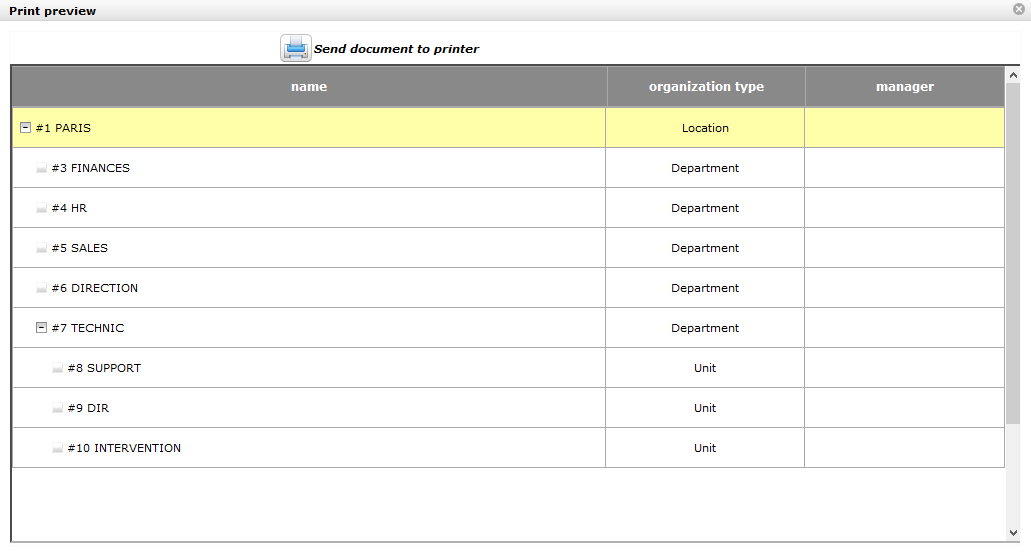 Print preview
Send document to printer
name organization type manager
#1 PARIS Location
#3 FINANCES Department
#4 HR Department
#5 SALES Department
#6 DIRECTION Department
#7 TECHNIC Department
#8 SUPPORT Unit
#9 DIR Unit
#10 INTERVENTION Unit